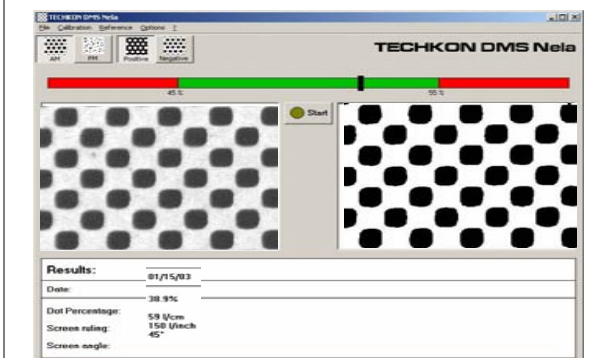 TECHKON DMS Nela
File Calibration Reference Options ?
AM FM Positive Negative
TECHKON DMS Nela
45 % 55 %
Start
Results:
01/15/03
Date:
38.9%
Dot Percentage:
59 l/cm
Screen ruling: 150 l/inch
45°
Screen angle: